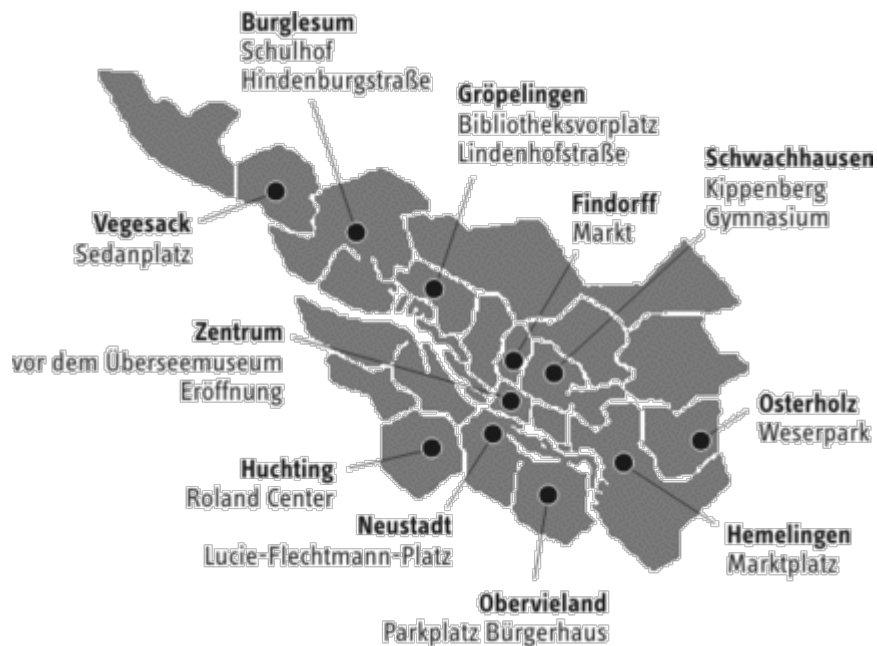 Burglesum
Schulhof
Hindenburgstraße
Gröpelingen
Bibliotheksvorplatz
Lindenhofstraße
Schwachhausen
Kippenberg
Gymnasium
Findorff
Markt
Vegesack
Sedanplatz
Zentrum
vor dem Überseemuseum
Eröffnung
Osterholz
Weserpark
Huchting
Roland Center
Neustadt
Lucie-Flechtmann-Platz
Hemelingen
Marktplatz
Obervieland
Parkplatz Bürgerhaus